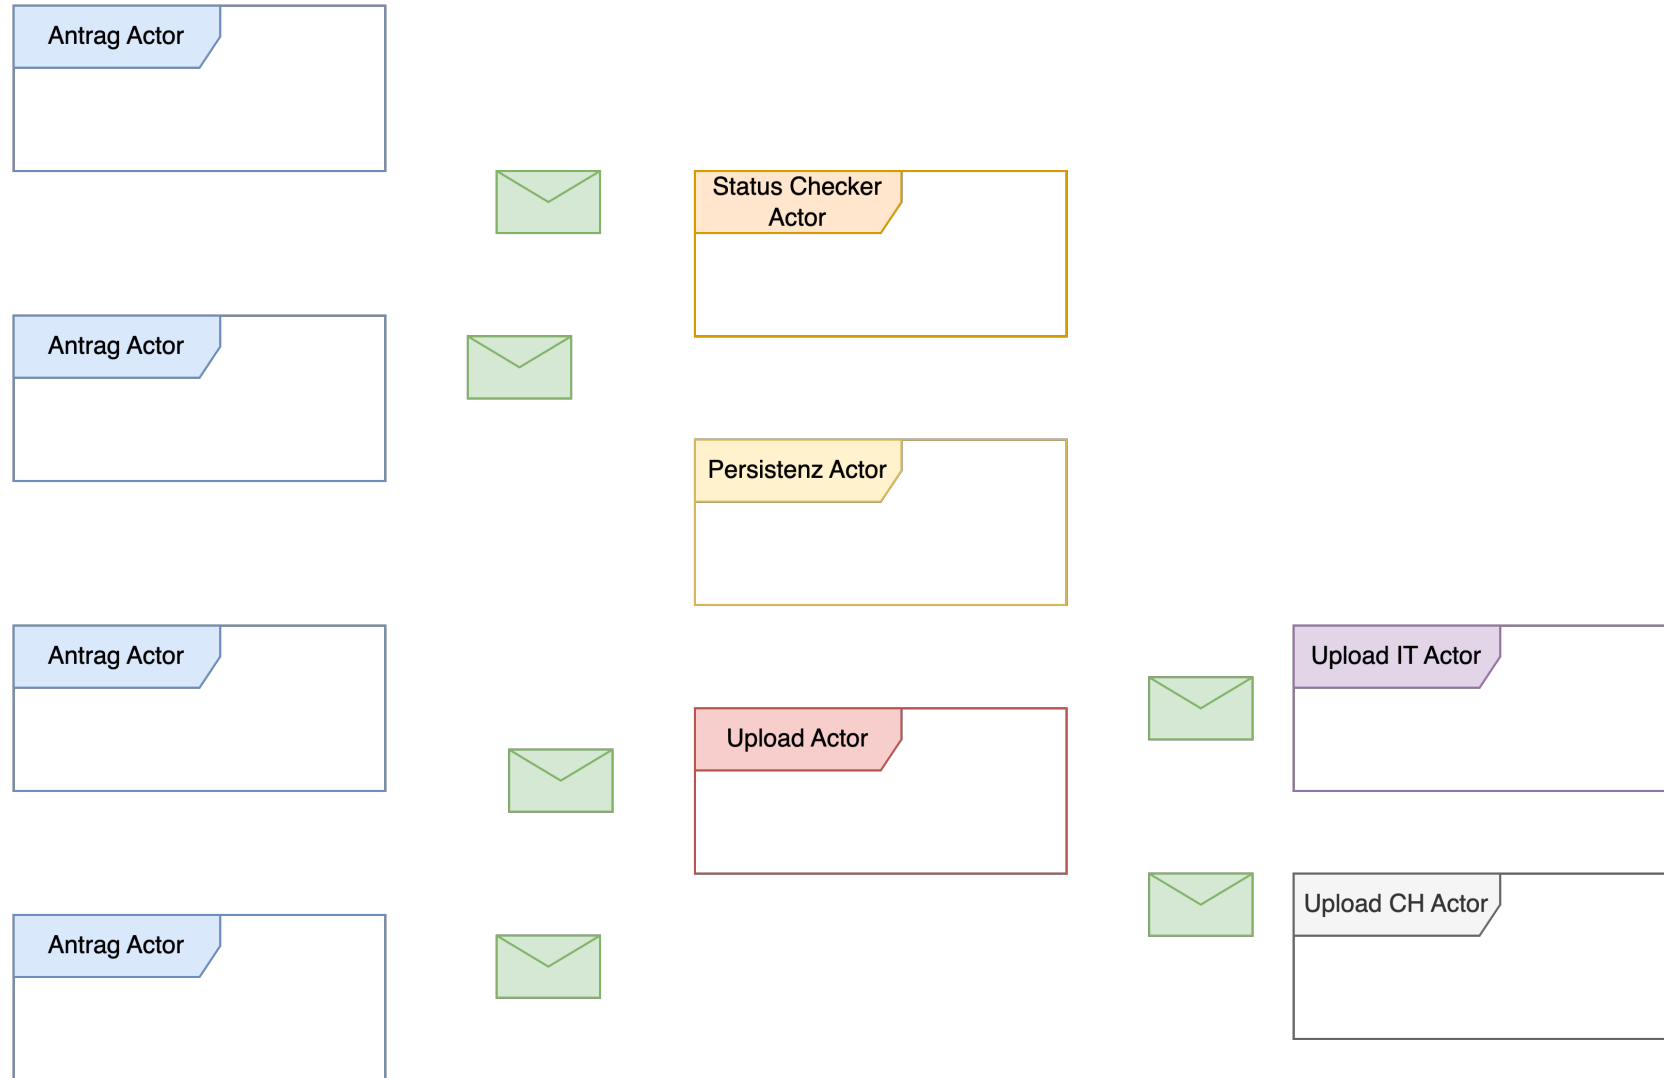 Antrag Actor
Status Checker
Actor
Antrag Actor
Persistenz Actor
Antrag Actor
Upload IT Actor
Upload Actor
Upload CH Actor
Antrag Actor